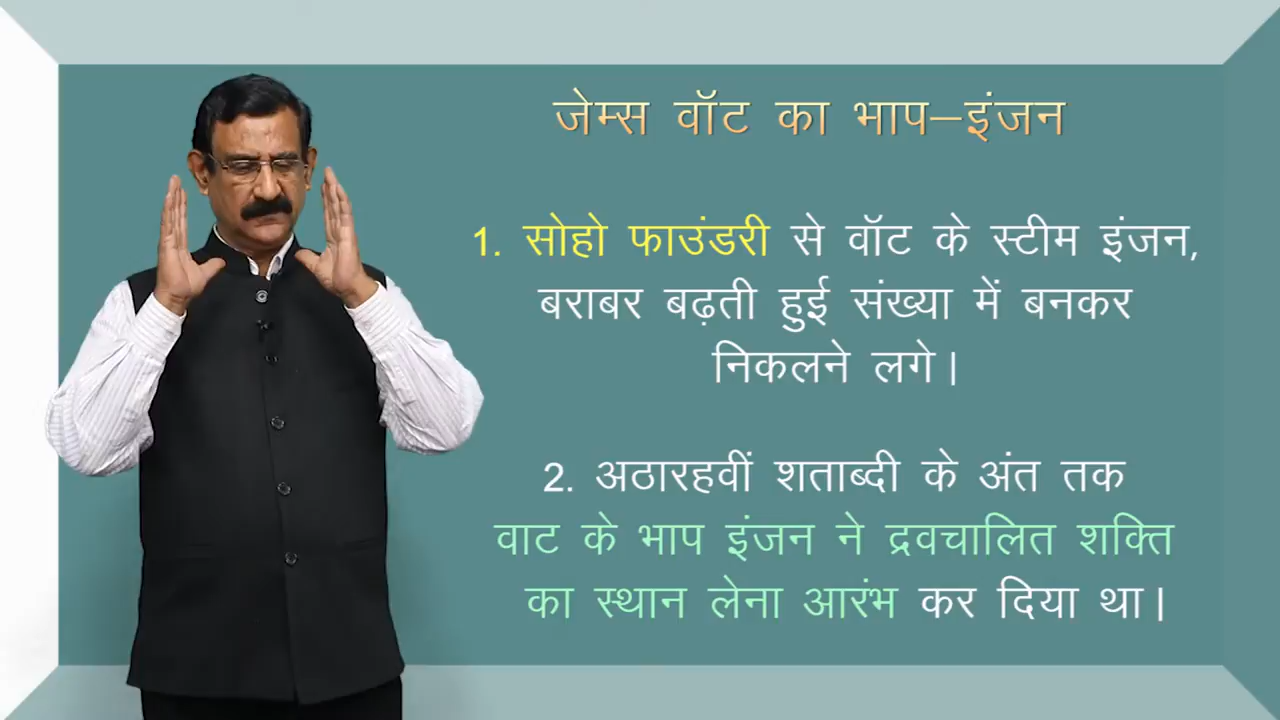 जेम्स वॉट का भाप–इंजन
1. सोहो फाउंडरी से वॉट के स्टीम इंजन,
बराबर बढ़ती हुई संख्या में बनकर
निकलने लगे।
2. अठारहवीं शताब्दी के अंत तक
वाट के भाप इंजन ने द्रवचालित शक्ति
का स्थान लेना आरंभ कर दिया था।